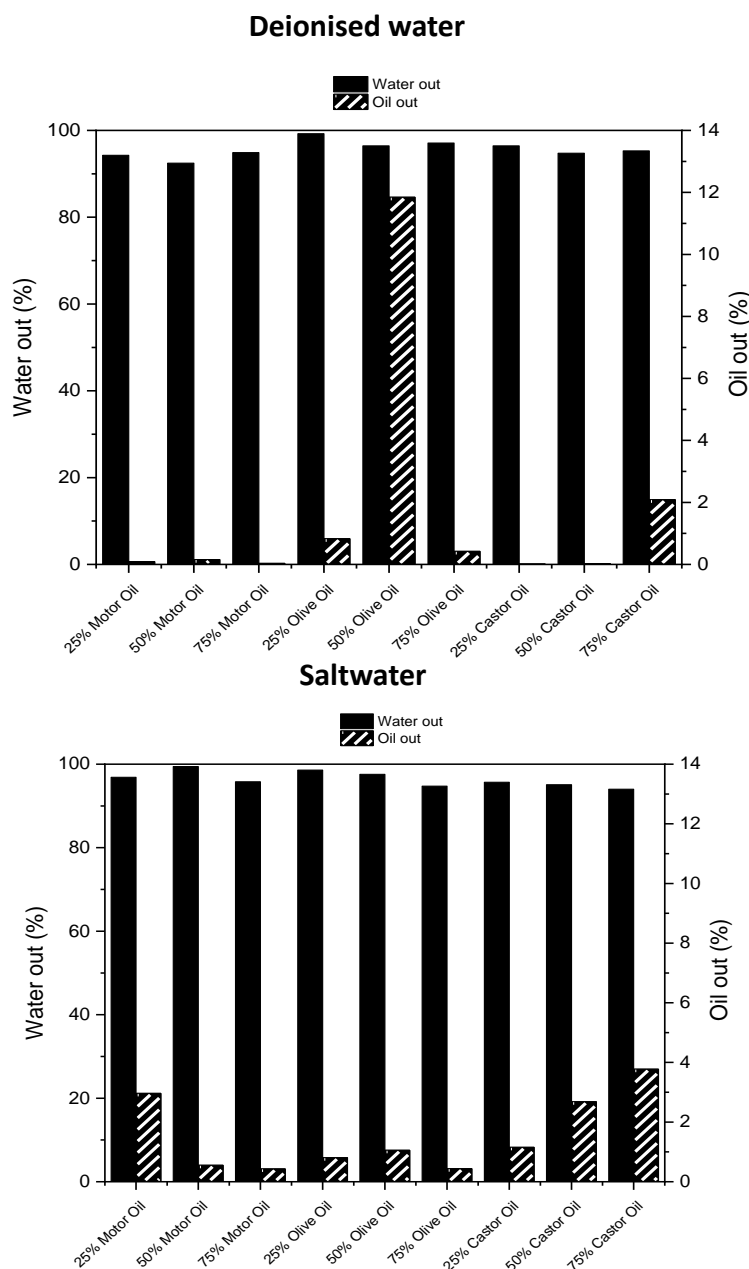 Deionised water
Water out
Oil out
100
80
60
40
20
0
Water out (%)
14
12
10
8
6
4
2
0
Oil out (%)
25% Motor Oil
50% Motor Oil
75% Motor Oil
25% Olive Oil
50% Olive Oil
75% Olive Oil
25% Castor Oil
50% Castor Oil
75% Castor Oil
Saltwater
Water out
Oil out
100
80
60
40
20
0
Water out (%)
14
12
10
8
6
4
2
0
Oil out (%)
25% Motor Oil
50% Motor Oil
75% Motor Oil
25% Olive Oil
50% Olive Oil
75% Olive Oil
25% Castor Oil
50% Castor Oil
75% Castor Oil